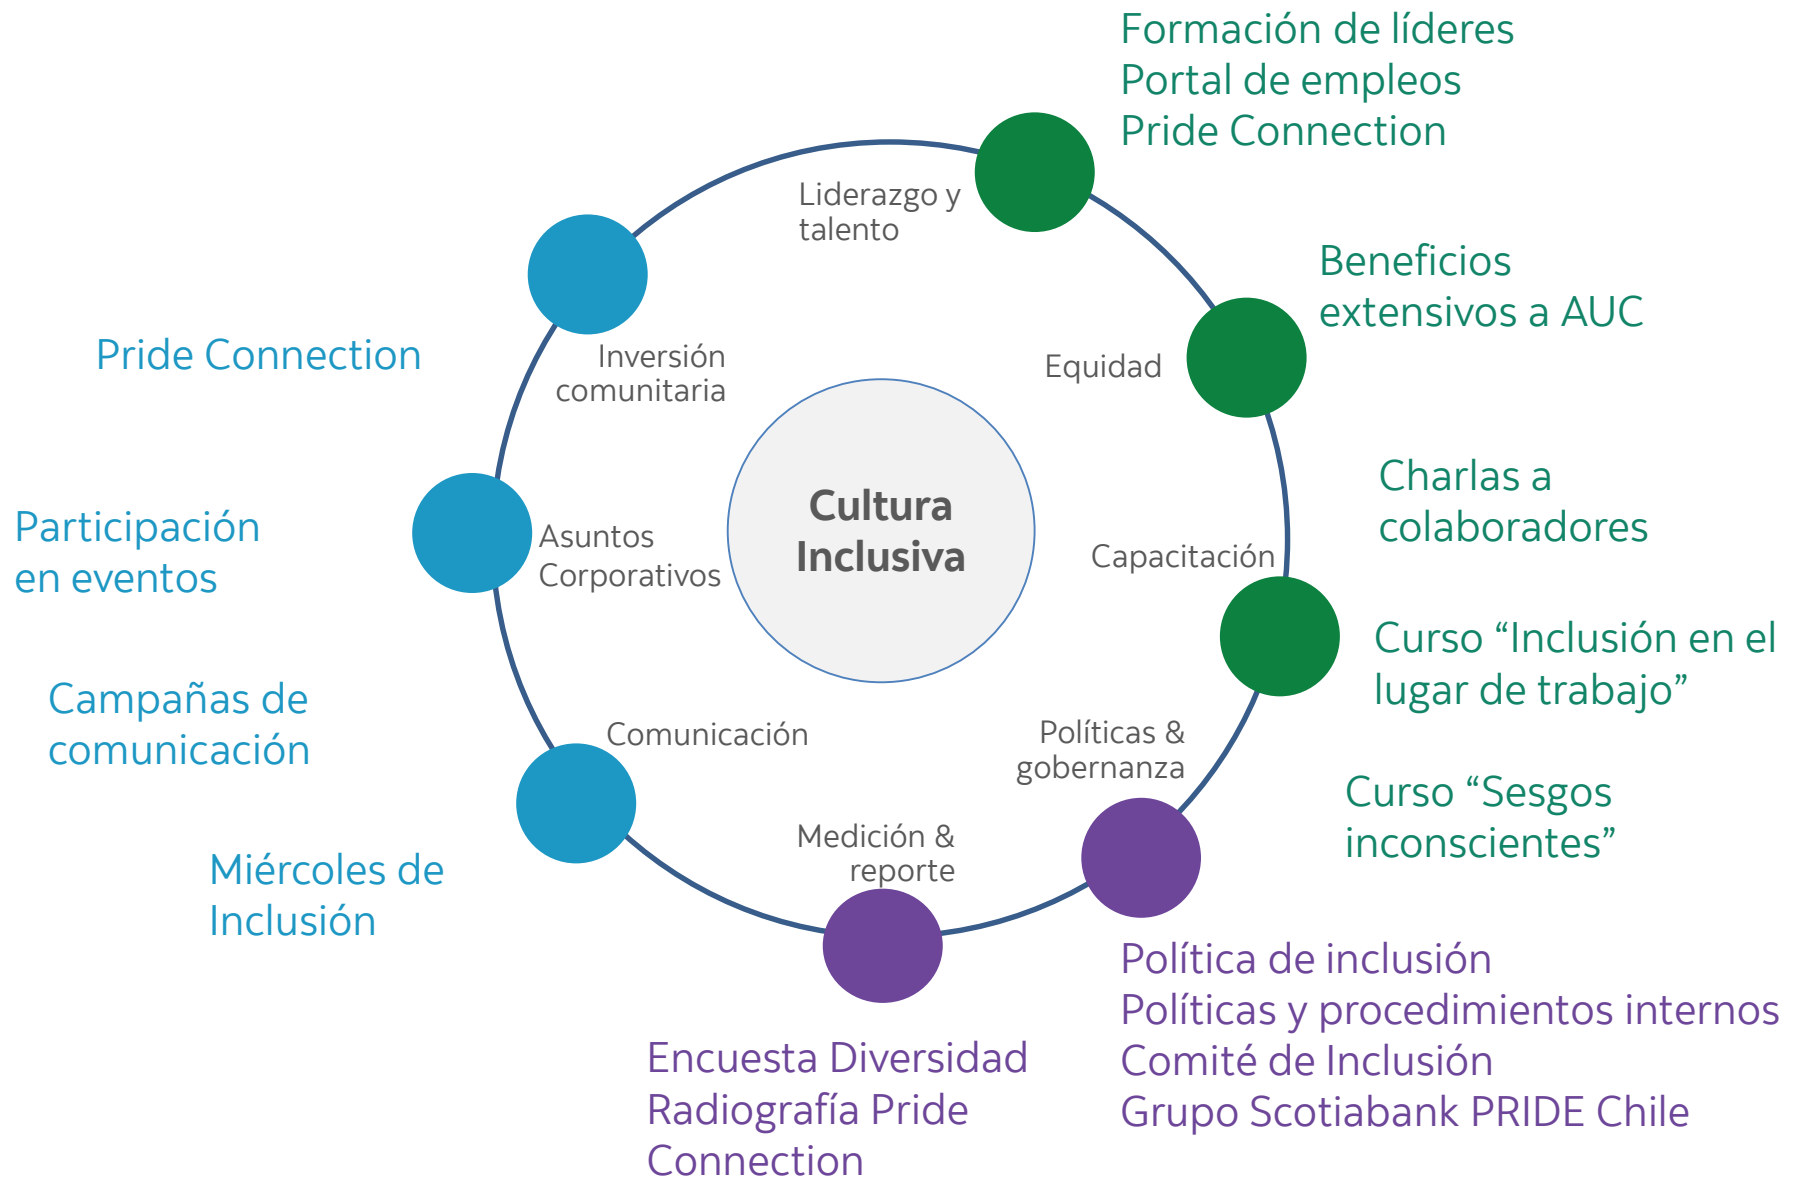 Formación de líderes
Portal de empleos
Pride Connection
Liderazgo y
talento
Beneficios
extensivos a AUC
Equidad
Charlas a
colaboradores
Capacitación
Curso “Inclusión en el
lugar de trabajo”
Curso “Sesgos
inconscientes”
Políticas &
gobernanza
Política de inclusión
Políticas y procedimientos internos
Comité de Inclusión
Grupo Scotiabank PRIDE Chile
Medición &
reporte
Encuesta Diversidad
Radiografía Pride
Connection
Comunicación
Campañas de
comunicación
Miércoles de
Inclusión
Asuntos
Corporativos
Participación
en eventos
Inversión
comunitaria
Pride Connection
Cultura
Inclusiva